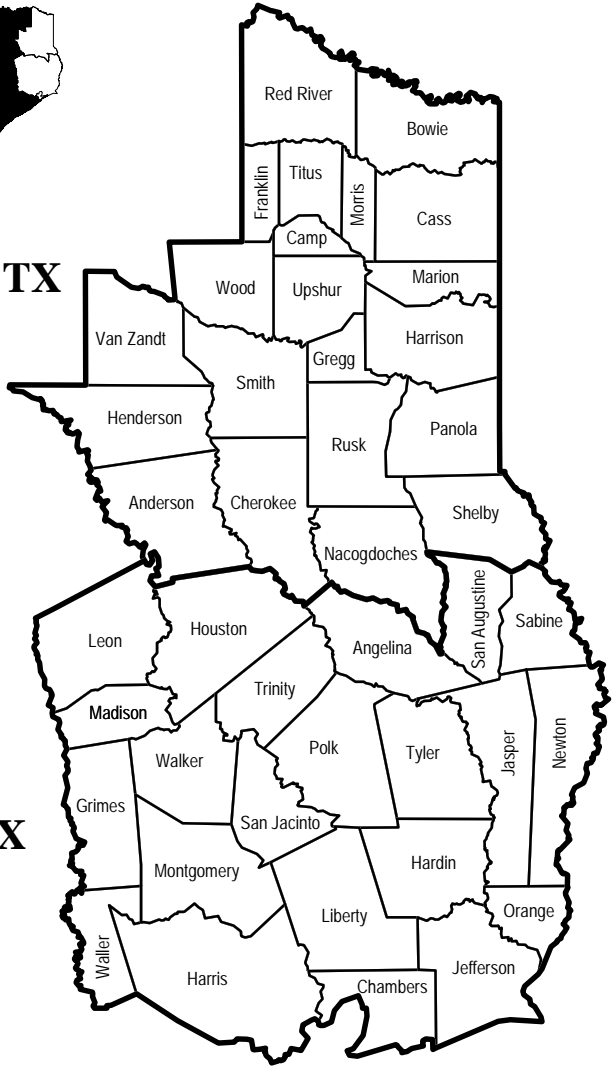 Red River
Bowie
Franklin
Titus
Morris
Cass
Camp
TX
Wood
Upshur
Marion
Van Zandt
Gregg
Harrison
Smith
Henderson
Rusk
Panola
Anderson
Cherokee
Shelby
Nacogdoches
San Augustine
Sabine
Leon
Houston
Angelina
Trinity
Madison
Polk
Tyler
Jasper
Newton
Walker
Grimes
San Jacinto
X
Montgomery
Hardin
Liberty
Orange
Waller
Harris
Chambers
Jefferson